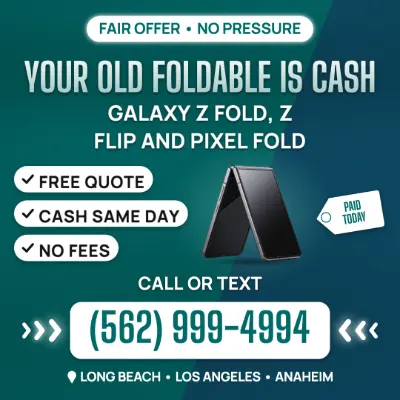 FAIR OFFER • NO PRESSURE
YOUR OLD FOLDABLE IS CASH
GALAXY Z FOLD, Z
FLIP AND PIXEL FOLD
FREE QUOTE
CASH SAME DAY
NO FEES
PAID
TODAY
CALL OR TEXT
(562) 999-4994
LONG BEACH • LOS ANGELES • ANAHEIM